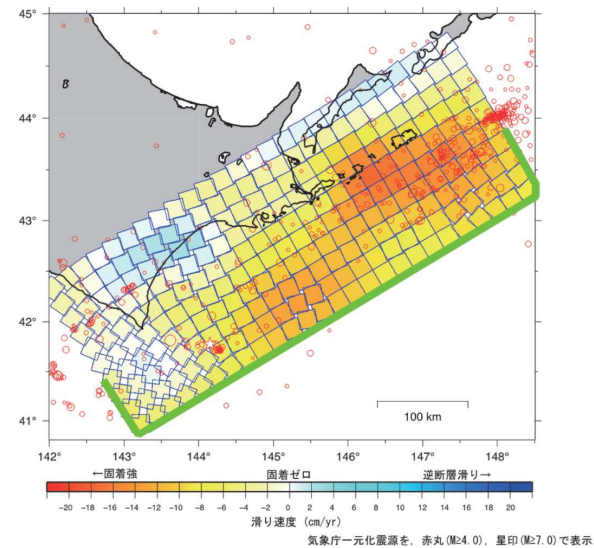 45°
44°
43°
42°
41°
100 km
142 143 144 145 146 147 148
←固着強 固着ゼロ 逆断層滑り→
-20 -18 -16 -14 -12 -10 -8 -6 -4 -2 0 2 4 6 8 10 12 14 16 18 20
滑り速度 (cm/yr)
気象庁一元化震源を, 赤丸(M≥4.0), 星印(M≥7.0)で表示